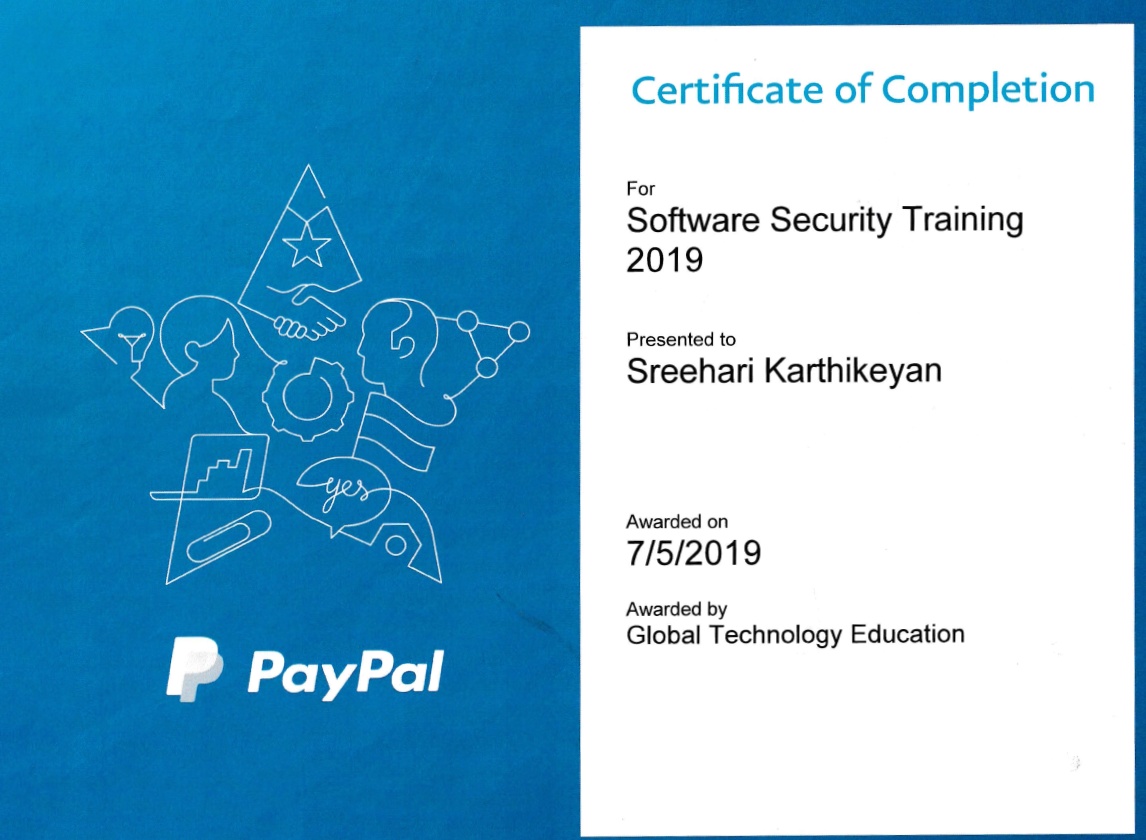 Certificate of Completion
For
Software Security Training
2019
Presented to
Sreehari Karthikeyan
Awarded on
7/5/2019
Awarded by
Global Technology Education
yes
PayPal